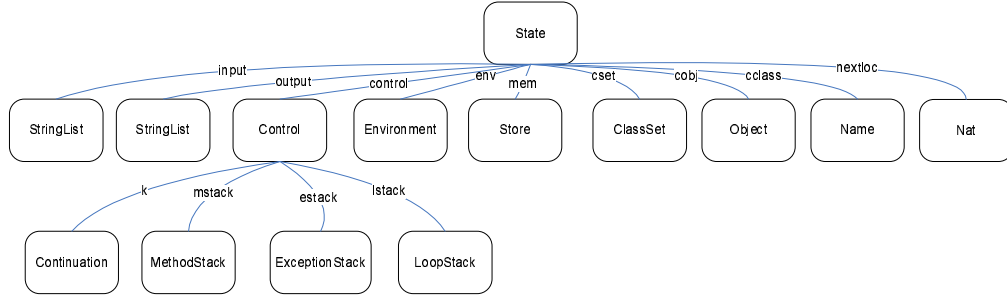 State
input
output
control
env
mem
cset
cobj
cclass
nextloc
StringList
StringList
Control
Environment
Store
ClassSet
Object
Name
Nat
k
mstack
estack
lstack
Continuation
MethodStack
ExceptionStack
LoopStack